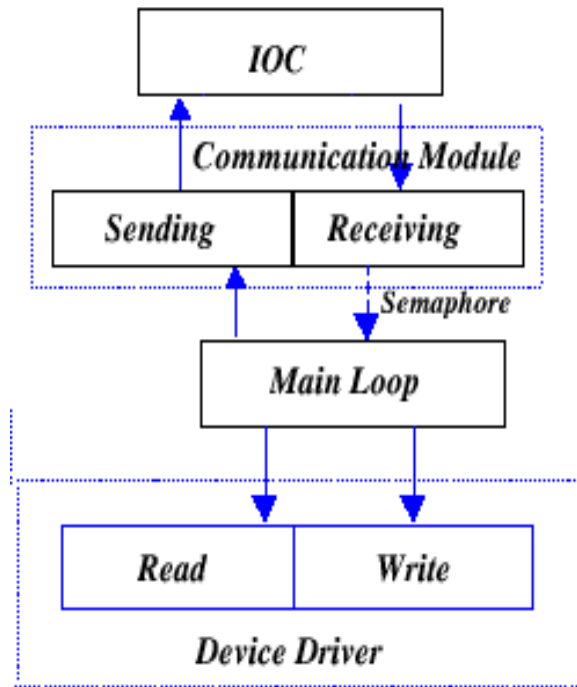 IOC
Communication Module
Sending Receiving
Semaphore
Main Loop
Read Write
Device Driver